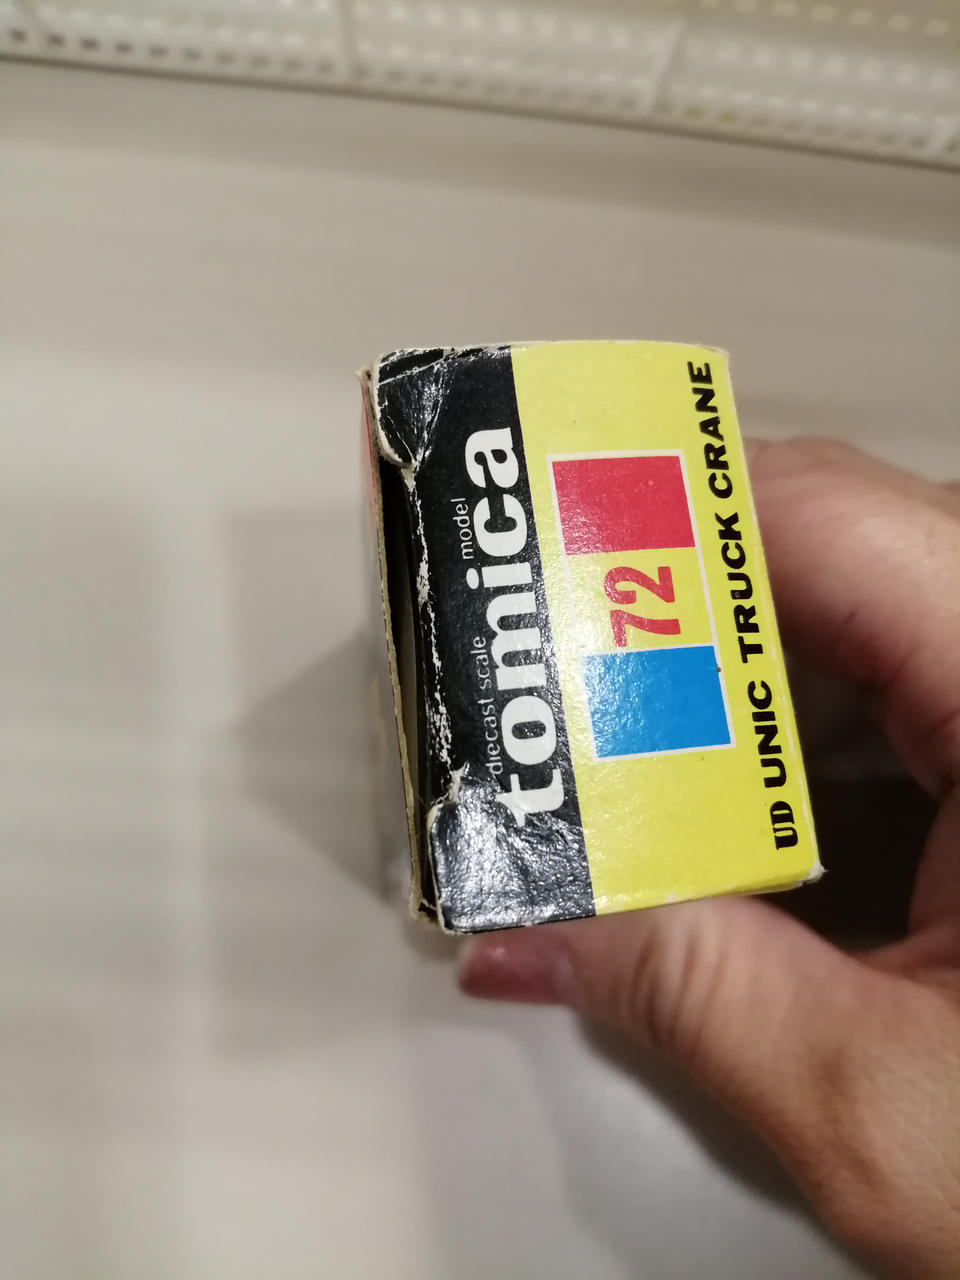 diecast scale model
tomica
72
UD UNIC TRUCK CRANE